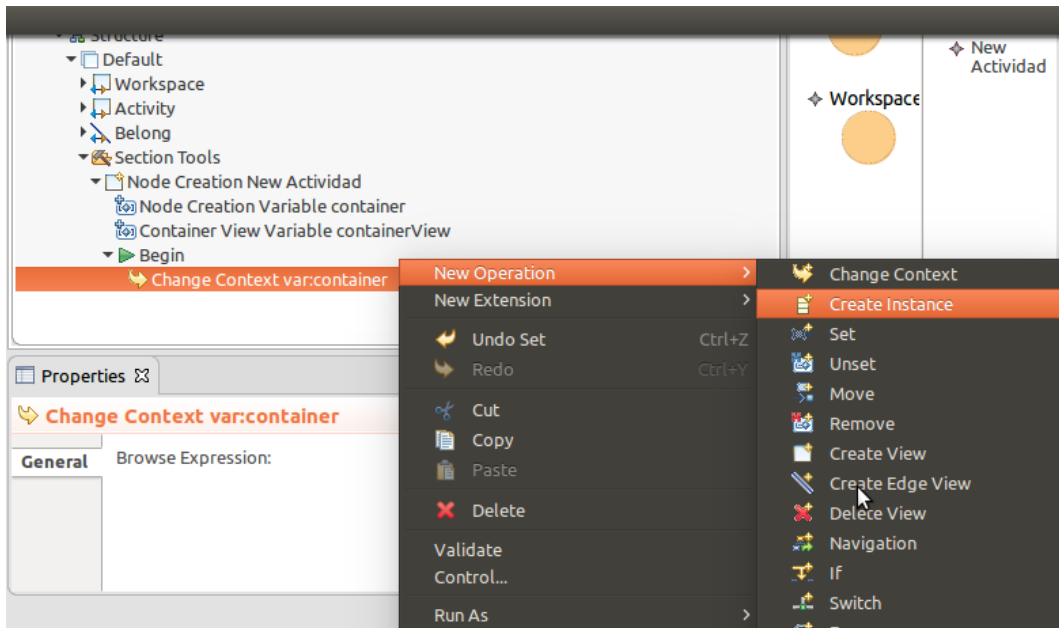 Structure
Default
Workspace
Activity
Belong
Section Tools
Node Creation New Actividad
Node Creation Variable container
Container View Variable containerView
Begin
Change Context var:container
New
Actividad
Workspace
Properties
Change Context var:container
General
Browse Expression:
New Operation
New Extension
Undo Set Ctrl+Z
Redo Ctrl+Y
Cut
Copy
Paste
Delete
Validate
Control...
Run As
Change Context
Create Instance
Set
Unset
Move
Remove
Create View
Create Edge View
Delete View
Navigation
If
Switch